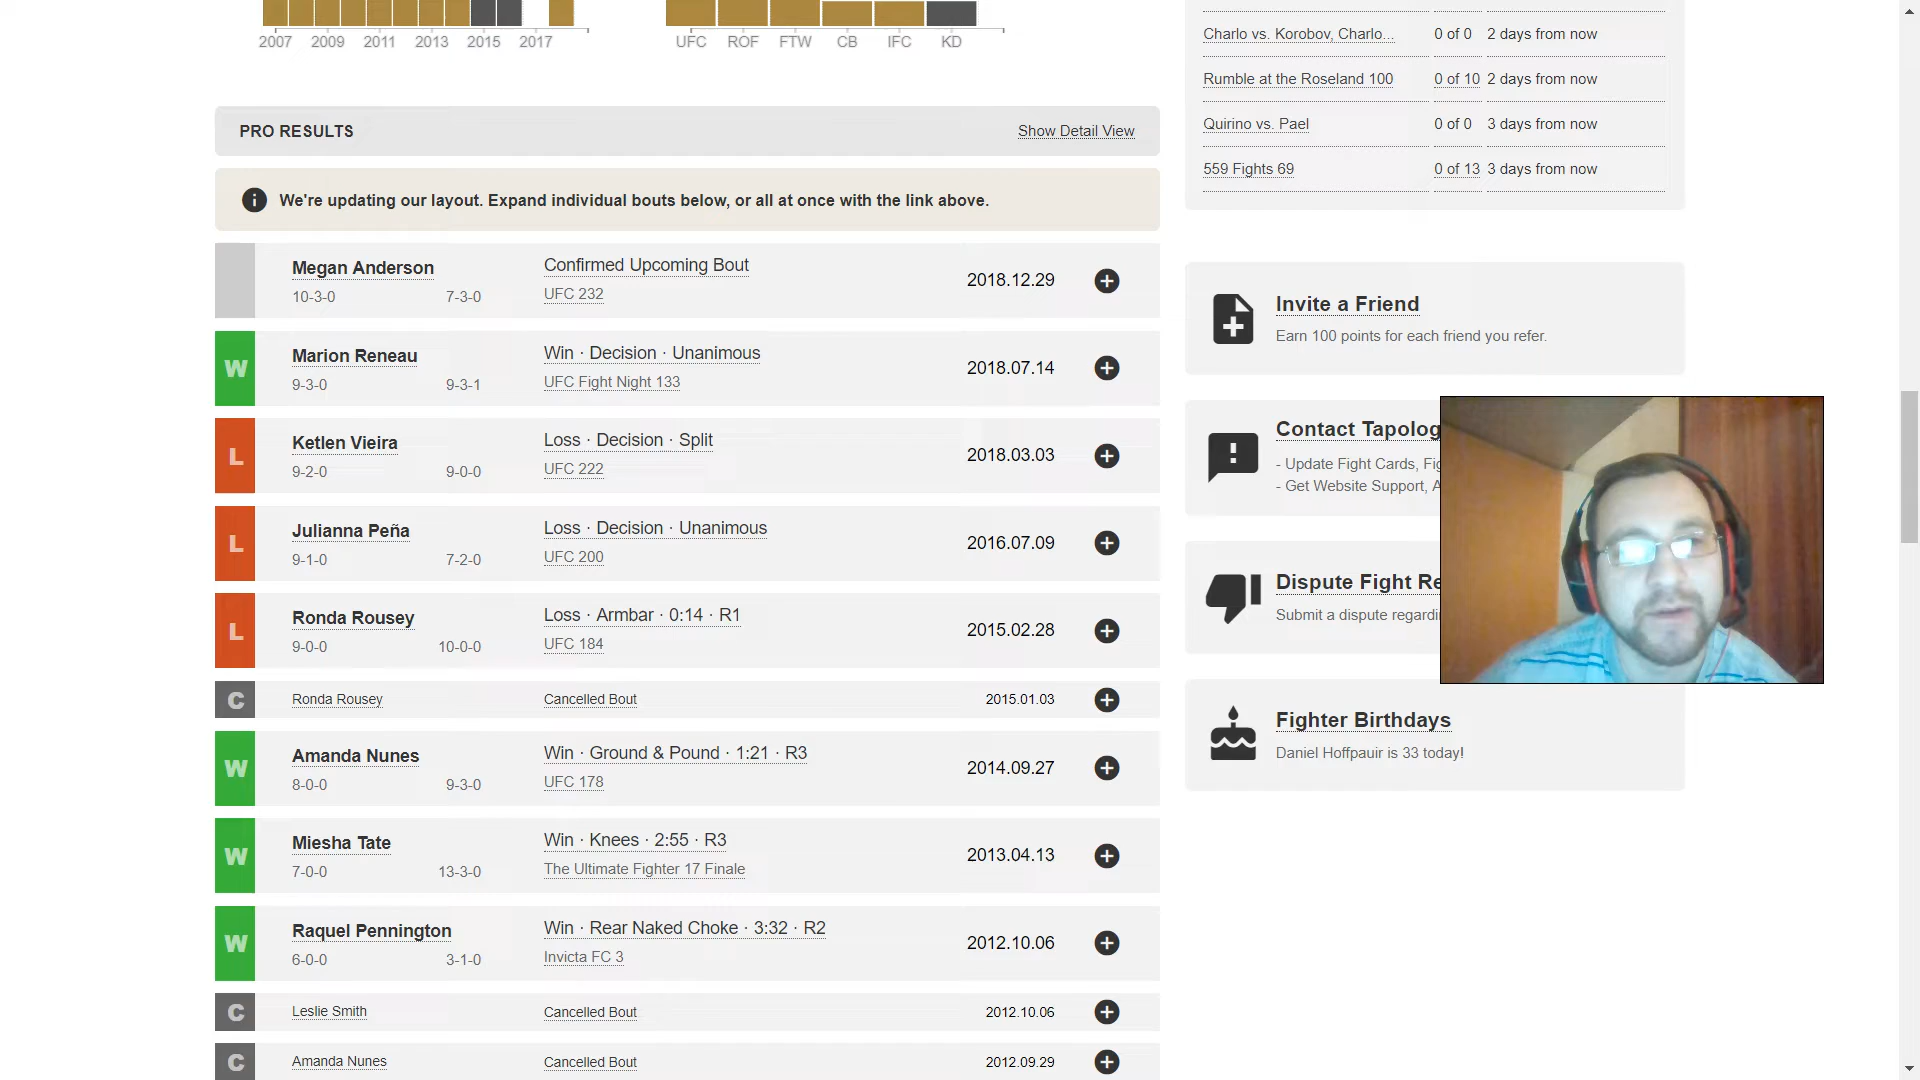 2007 2009 2011 2013 2015 2017
UFC ROF FTW CB IFC KD
PRO RESULTS
Show Detail View
We're updating our layout. Expand individual bouts below, or all at once with the link above.
Megan Anderson
10-3-0 7-3-0
Confirmed Upcoming Bout
UFC 232
2018.12.29
W
Marion Reneau
9-3-0 9-3-1
Win · Decision · Unanimous
UFC Fight Night 133
2018.07.14
L
Ketlen Vieira
9-2-0 9-0-0
Loss · Decision · Split
UFC 222
2018.03.03
L
Julianna Peña
9-1-0 7-2-0
Loss · Decision · Unanimous
UFC 200
2016.07.09
L
Ronda Rousey
9-0-0 10-0-0
Loss · Armbar · 0:14 · R1
UFC 184
2015.02.28
C
Ronda Rousey
Cancelled Bout
2015.01.03
W
Amanda Nunes
8-0-0 9-3-0
Win · Ground & Pound · 1:21 · R3
UFC 178
2014.09.27
W
Miesha Tate
7-0-0 13-3-0
Win · Knees · 2:55 · R3
The Ultimate Fighter 17 Finale
2013.04.13
W
Raquel Pennington
6-0-0 3-1-0
Win · Rear Naked Choke · 3:32 · R2
Invicta FC 3
2012.10.06
C
Leslie Smith
Cancelled Bout
2012.10.06
C
Amanda Nunes
Cancelled Bout
2012.09.29
Charlo vs. Korobov, Charlo... 0 of 0 2 days from now
Rumble at the Roseland 100 0 of 10 2 days from now
Quirino vs. Pael 0 of 0 3 days from now
559 Fights 69 0 of 13 3 days from now
Invite a Friend
Earn 100 points for each friend you refer.
Contact Tapolog
- Update Fight Cards, Fig
- Get Website Support, A
Dispute Fight Re
Submit a dispute regardi
Fighter Birthdays
Daniel Hoffpauir is 33 today!